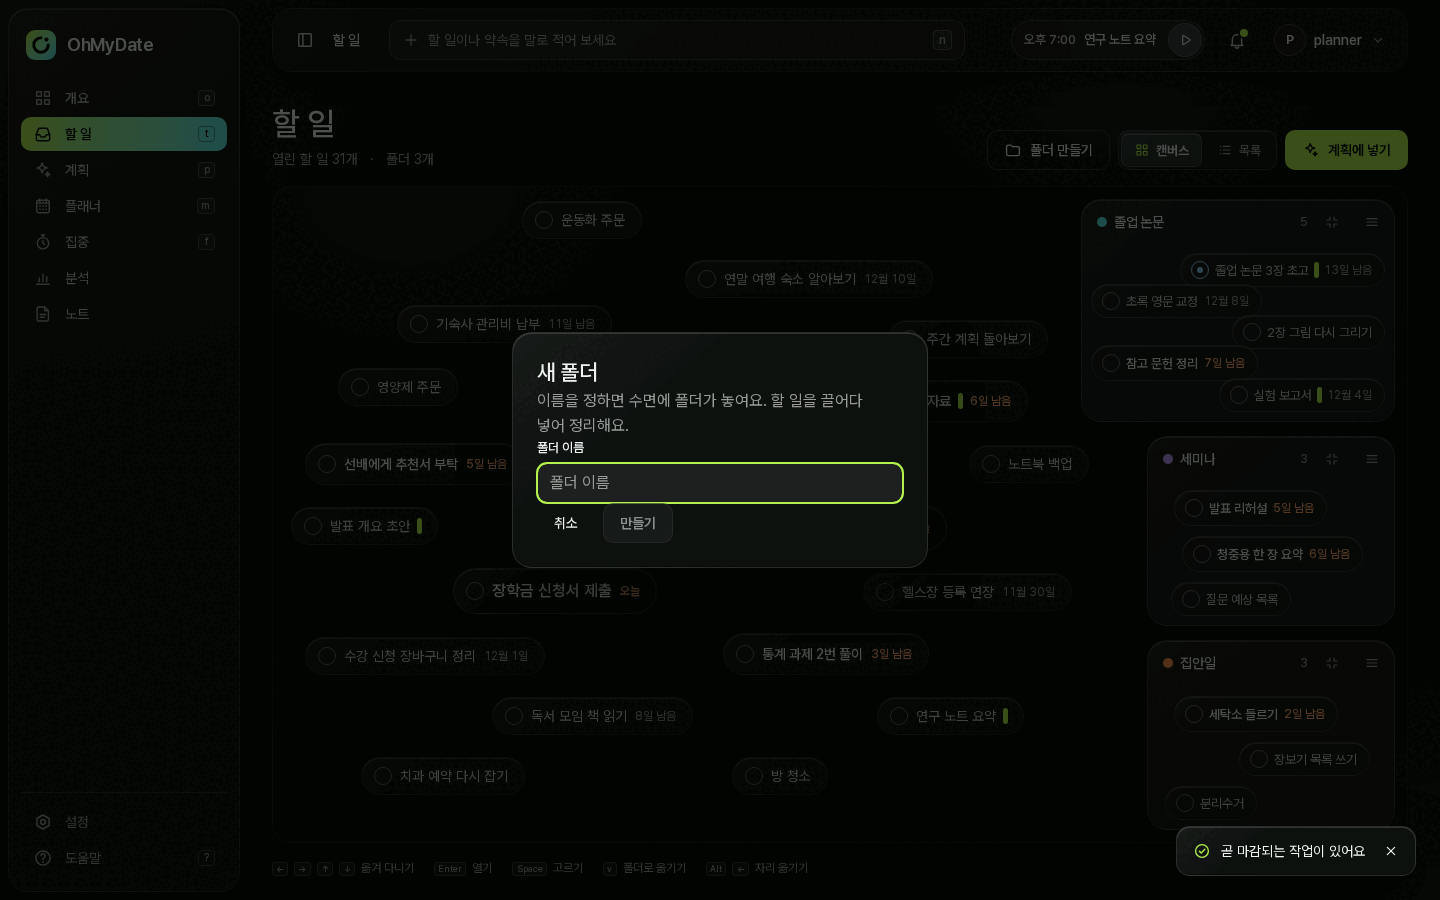 OhMyDate
개요 o
할 일 t
계획 p
플래너 m
집중 f
분석
노트
설정
도움말 ?
할 일
할 일이나 약속을 말로 적어 보세요 n
오후 7:00 연구 노트 요약
P planner
할 일
열린 할 일 31개 · 폴더 3개
폴더 만들기
캔버스
목록
계획에 넣기
운동화 주문
연말 여행 숙소 알아보기 12월 10일
기숙사 관리비 납부 11일 남음
주간 계획 돌아보기
영양제 주문
자료 6일 남음
선배에게 추천서 부탁 5일 남음
노트북 백업
발표 개요 초안
장학금 신청서 제출 오늘
헬스장 등록 연장 11월 30일
수강 신청 장바구니 정리 12월 1일
통계 과제 2번 풀이 3일 남음
독서 모임 책 읽기 8일 남음
연구 노트 요약
치과 예약 다시 잡기
방 청소
졸업 논문 5
졸업 논문 3장 초고 13일 남음
초록 영문 교정 12월 8일
2장 그림 다시 그리기
참고 문헌 정리 7일 남음
실험 보고서 12월 4일
세미나 3
발표 리허설 5일 남음
청중용 한 장 요약 6일 남음
질문 예상 목록
집안일 3
세탁소 들르기 2일 남음
장보기 목록 쓰기
분리수거
새 폴더
이름을 정하면 수면에 폴더가 놓여요. 할 일을 끌어다
넣어 정리해요.
폴더 이름
폴더 이름
취소
만들기
← → ↑ ↓ 옮겨 다니기 Enter 열기 Space 고르기 v 폴더로 옮기기 Alt ← 자리 옮기기
곧 마감되는 작업이 있어요